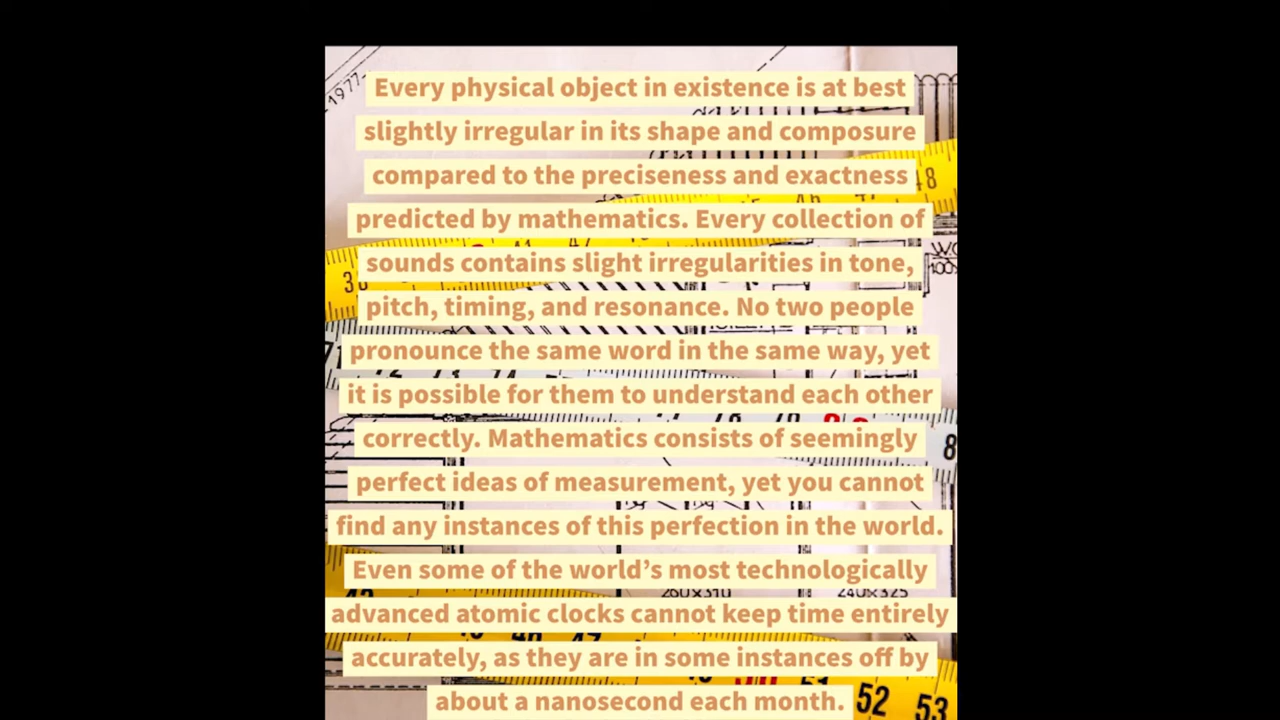 1977
Every physical object in existence is at best
slightly irregular in its shape and composure
compared to the preciseness and exactness
predicted by mathematics. Every collection of
sounds contains slight irregularities in tone,
pitch, timing, and resonance. No two people
pronounce the same word in the same way, yet
it is possible for them to understand each other
correctly. Mathematics consists of seemingly
perfect ideas of measurement, yet you cannot
find any instances of this perfection in the world.
Even some of the world’s most technologically
advanced atomic clocks cannot keep time entirely
accurately, as they are in some instances off by
about a nanosecond each month.
52 53